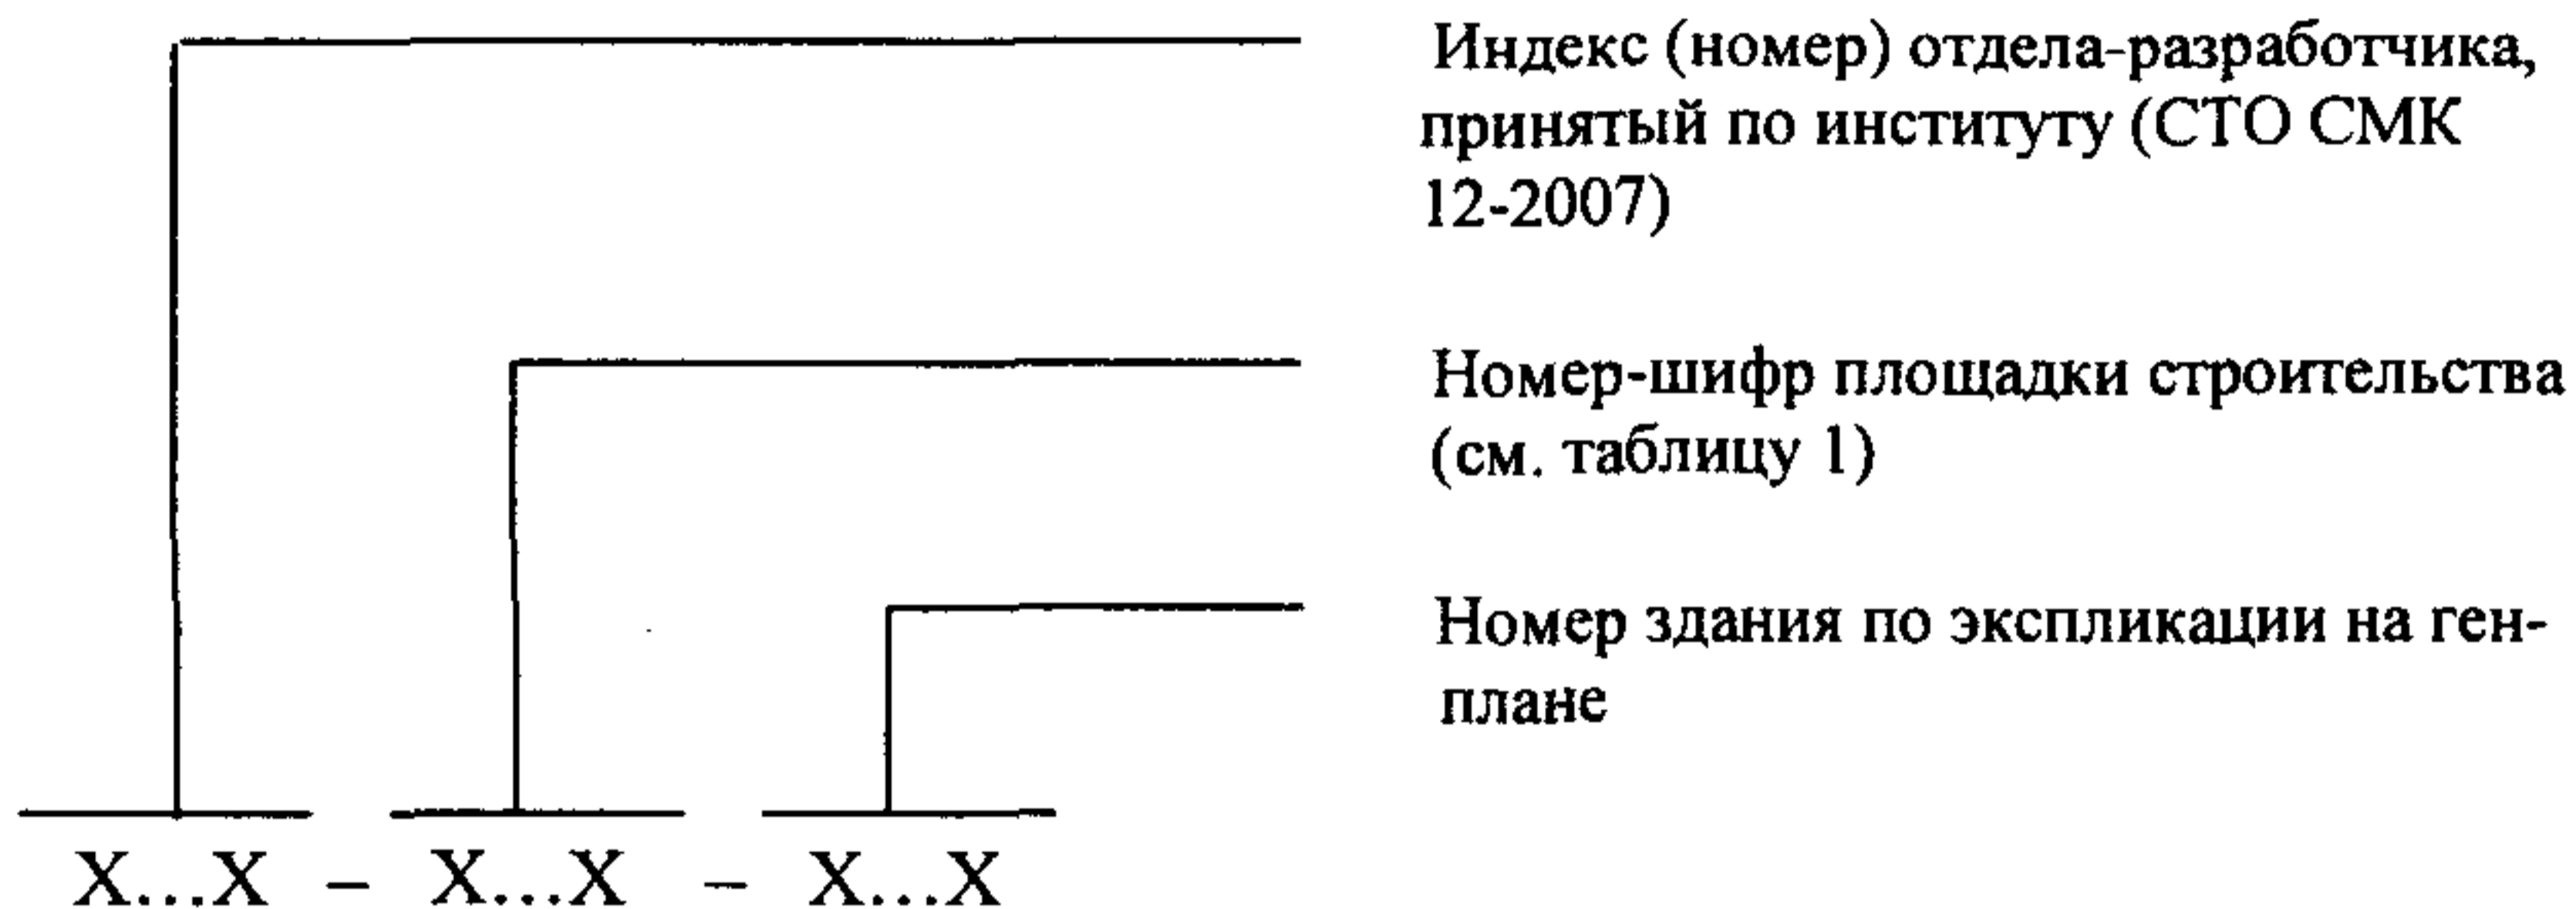 Индекс (номер) отдела-разработчика,
принятый по институту (СТО СМК
12-2007)
Номер-шифр площадки строительства
(см. таблицу 1)
Номер здания по экспликации на ген-
плане
Х...Х – Х...Х – Х...Х